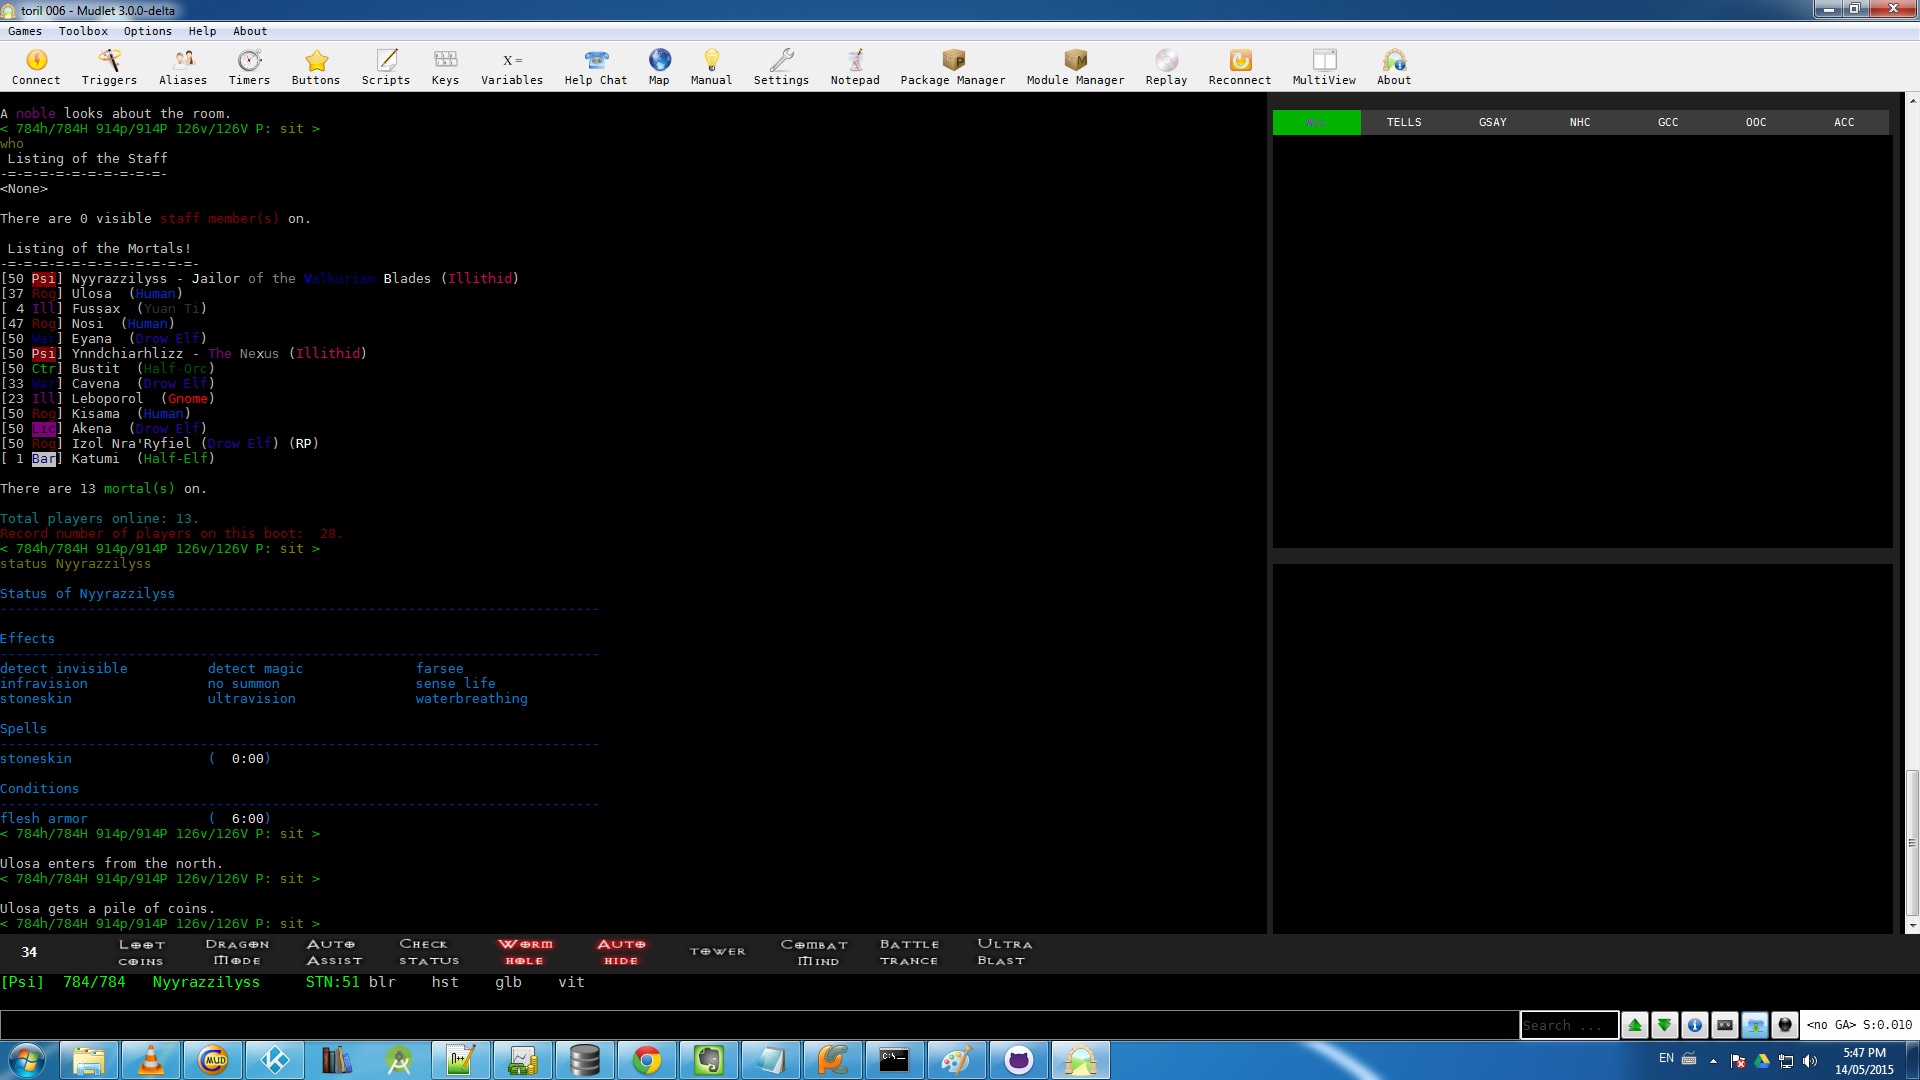 toril 006 - Mudlet 3.0.0-delta
Games Toolbox Options Help About
Connect Triggers Aliases Timers Buttons Scripts Keys Variables Help Chat Map Manual Settings Notepad Package Manager Module Manager Replay Reconnect MultiView About
X =
A noble looks about the room.
< 784h/784H 914p/914P 126v/126V P: sit >
who
Listing of the Staff
-=-=-=-=-=-=-=-=-=-=-
<None>
There are 0 visible staff member(s) on.
Listing of the Mortals!
-=-=-=-=-=-=-=-=-=-=-=-=-
[50 Psi] Nyyrazzilyss - Jailor of the Valkurian Blades (Illithid)
[37 Rog] Ulosa (Human)
[ 4 Ill] Fussax (Yuan Ti)
[47 Rog] Nosi (Human)
[50 War] Eyana (Drow Elf)
[50 Psi] Ynndchiarhlizz - The Nexus (Illithid)
[50 Ctr] Bustit (Half-Orc)
[33 War] Cavena (Drow Elf)
[23 Ill] Leboporol (Gnome)
[50 Rog] Kisama (Human)
[50 Lic] Akena (Drow Elf)
[50 Rog] Izol Nra'Ryfiel (Drow Elf) (RP)
[ 1 Bar] Katumi (Half-Elf)
There are 13 mortal(s) on.
Total players online: 13.
Record number of players on this boot: 28.
< 784h/784H 914p/914P 126v/126V P: sit >
status Nyyrazzilyss
Status of Nyyrazzilyss
Effects
detect invisible detect magic farsee
infravision no summon sense life
stoneskin ultravision waterbreathing
Spells
stoneskin ( 0:00)
Conditions
flesh armor ( 6:00)
< 784h/784H 914p/914P 126v/126V P: sit >
Ulosa enters from the north.
< 784h/784H 914p/914P 126v/126V P: sit >
Ulosa gets a pile of coins.
< 784h/784H 914p/914P 126v/126V P: sit >
ALL TELLS GSAY NHC GCC OOC ACC
34 Loot Coins Dragon Mode Auto Assist Check Status Worm Hole Auto Hide Tower Combat Mind Battle Trance Ultra Blast
[Psi] 784/784 Nyyrazzilyss STN:51 blr hst glb vit
Search ... <no GA> S:0.010
EN 5:47 PM
14/05/2015